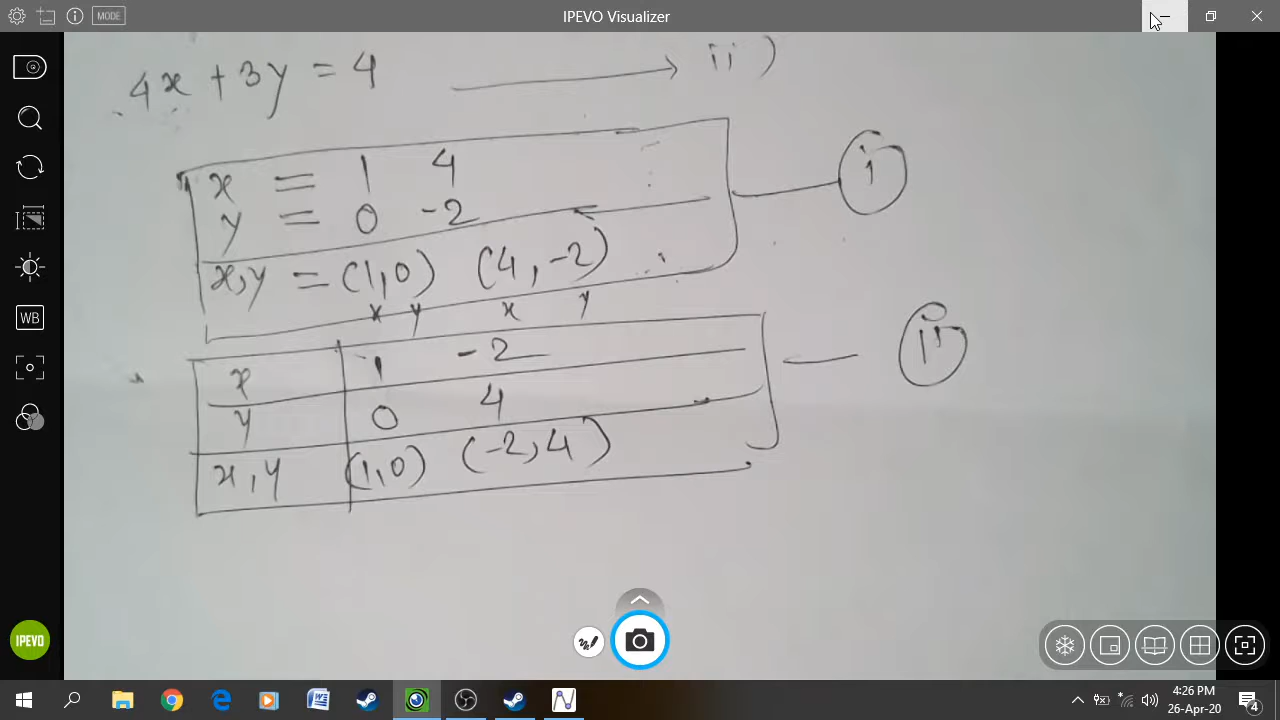 IPEVO Visualizer
MODE
4x + 3y = 4 → ii)
x = 1 4
y = 0 -2
x,y = (1,0) (4,-2)
x y x y
i
x 1 -2
y 0 4
x,y (1,0) (-2,4)
ii
WB
IPEVO
4:26 PM
26-Apr-20
4